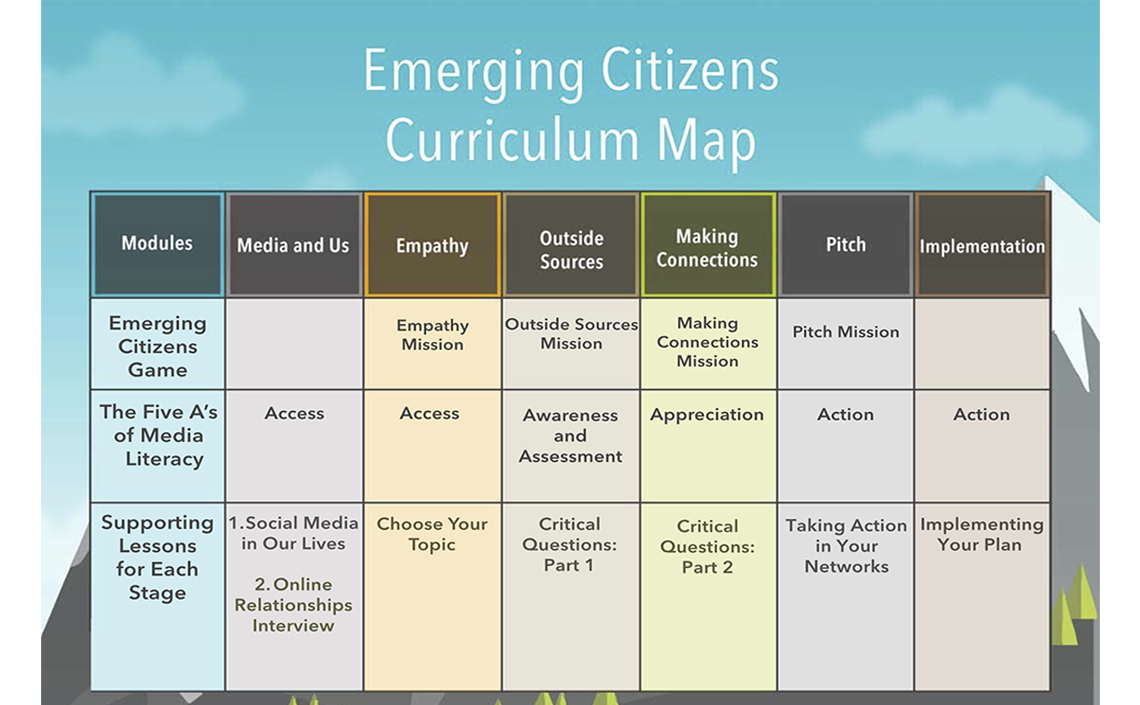 Emerging Citizens
Curriculum Map
Modules
Media and Us
Empathy
Outside
Sources
Making
Connections
Pitch
Implementation
Emerging
Citizens
Game
Empathy
Mission
Outside Sources
Mission
Making
Connections
Mission
Pitch Mission
The Five A's
of Media
Literacy
Access
Access
Awareness
and
Assessment
Appreciation
Action
Action
Supporting
Lessons
for Each
Stage
1.Social Media
in Our Lives
2. Online
Relationships
Interview
Choose Your
Topic
Critical
Questions:
Part 1
Critical
Questions:
Part 2
Taking Action
in Your
Networks
Implementing
Your Plan